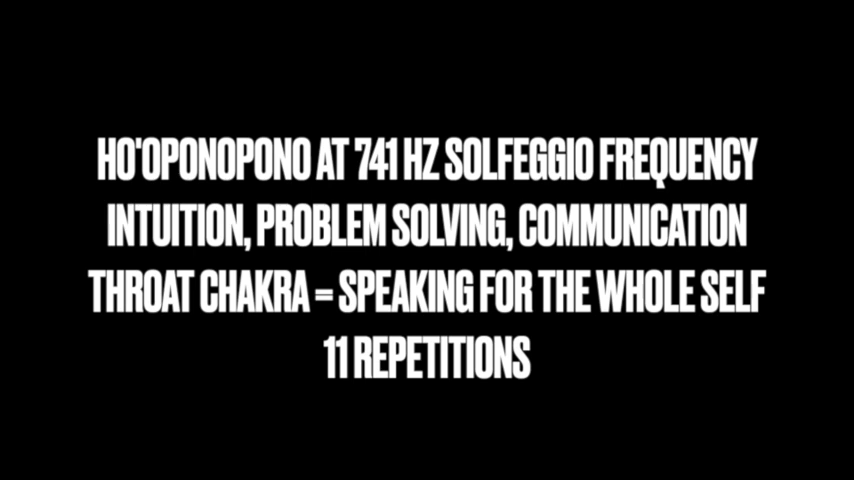 HO'OPONOPONO AT 741 HZ SOLFEGGIO FREQUENCY
INTUITION, PROBLEM SOLVING, COMMUNICATION
THROAT CHAKRA = SPEAKING FOR THE WHOLE SELF
11 REPETITIONS